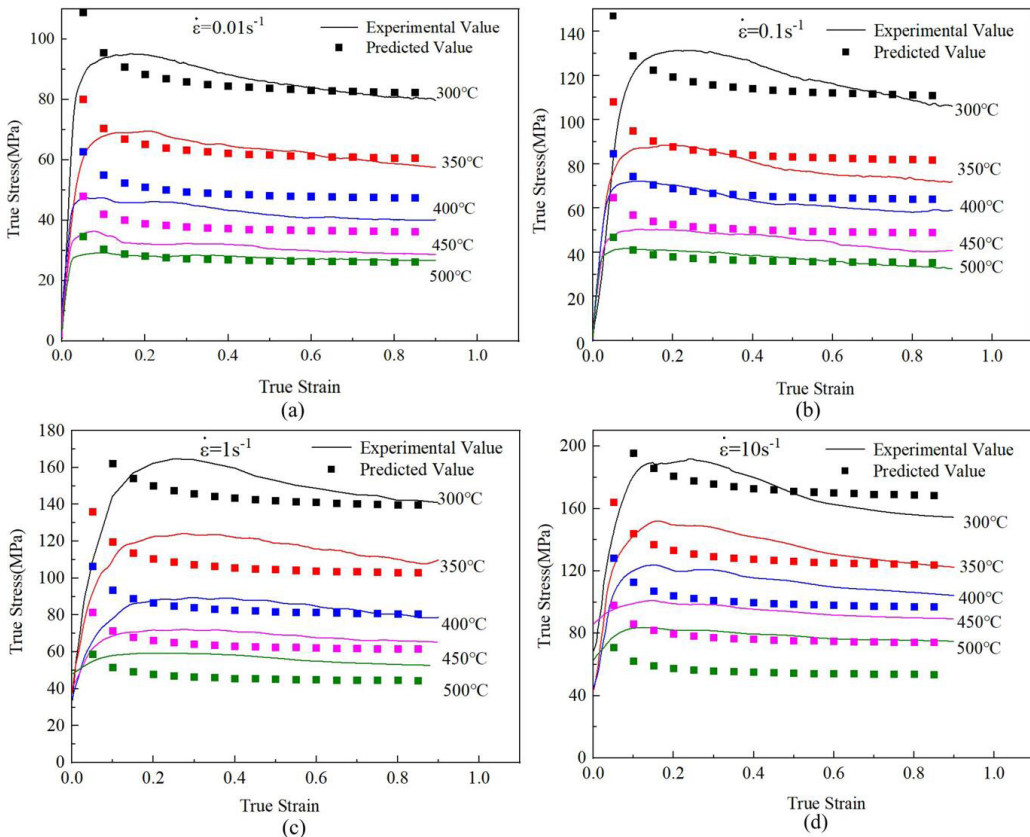 ε̇=0.01s⁻¹
Experimental Value
Predicted Value
100
80
60
40
20
0
300℃
350℃
400℃
450℃
500℃
True Stress(MPa)
0.0 0.2 0.4 0.6 0.8 1.0
True Strain
(a)
ε̇=0.1s⁻¹
Experimental Value
Predicted Value
140
120
100
80
60
40
20
0
300℃
350℃
400℃
450℃
500℃
True Stress(MPa)
0.0 0.2 0.4 0.6 0.8 1.0
True Strain
(b)
ε̇=1s⁻¹
Experimental Value
Predicted Value
180
160
140
120
100
80
60
40
20
0
300℃
350℃
400℃
450℃
500℃
True Stress(MPa)
0.0 0.2 0.4 0.6 0.8 1.0
True Strain
(c)
ε̇=10s⁻¹
Experimental Value
Predicted Value
200
160
120
80
40
0
300℃
350℃
400℃
450℃
500℃
True Stress(MPa)
0.0 0.2 0.4 0.6 0.8 1.0
True Strain
(d)